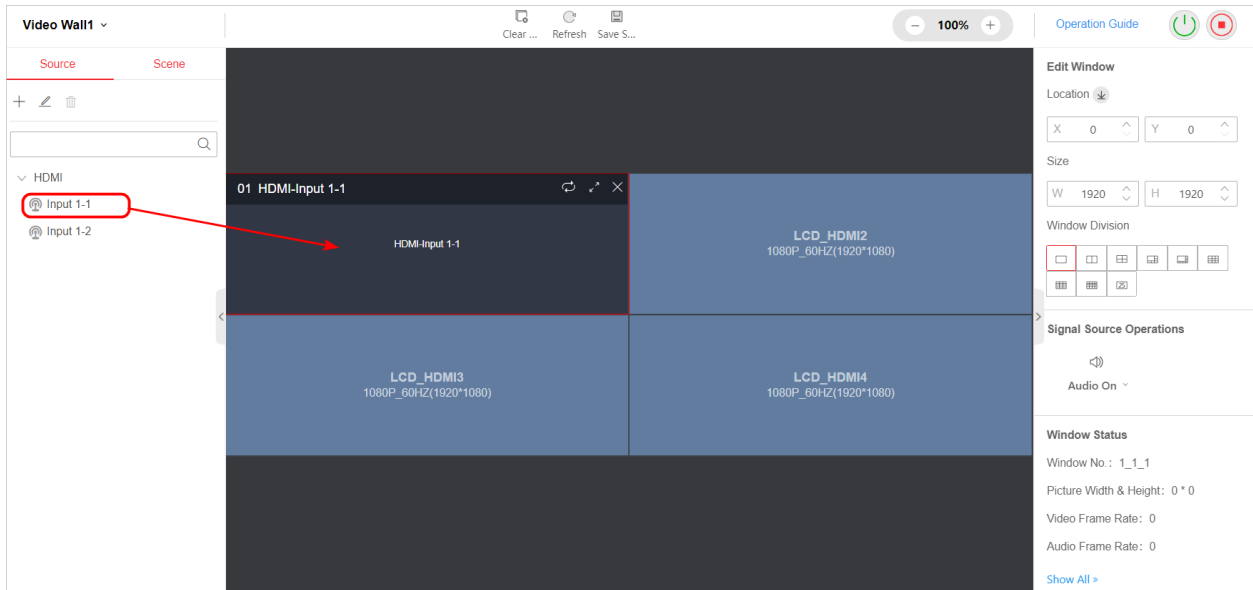 Video Wall1
Clear ...
Refresh
Save S...
100%
Operation Guide
Source
Scene
HDMI
Input 1-1
Input 1-2
01 HDMI-Input 1-1
HDMI-Input 1-1
LCD_HDMI2
1080P_60HZ(1920*1080)
LCD_HDMI3
1080P_60HZ(1920*1080)
LCD_HDMI4
1080P_60HZ(1920*1080)
Edit Window
Location
X 0
Y 0
Size
W 1920
H 1920
Window Division
Signal Source Operations
Audio On
Window Status
Window No.: 1_1_1
Picture Width & Height: 0 * 0
Video Frame Rate: 0
Audio Frame Rate: 0
Show All »